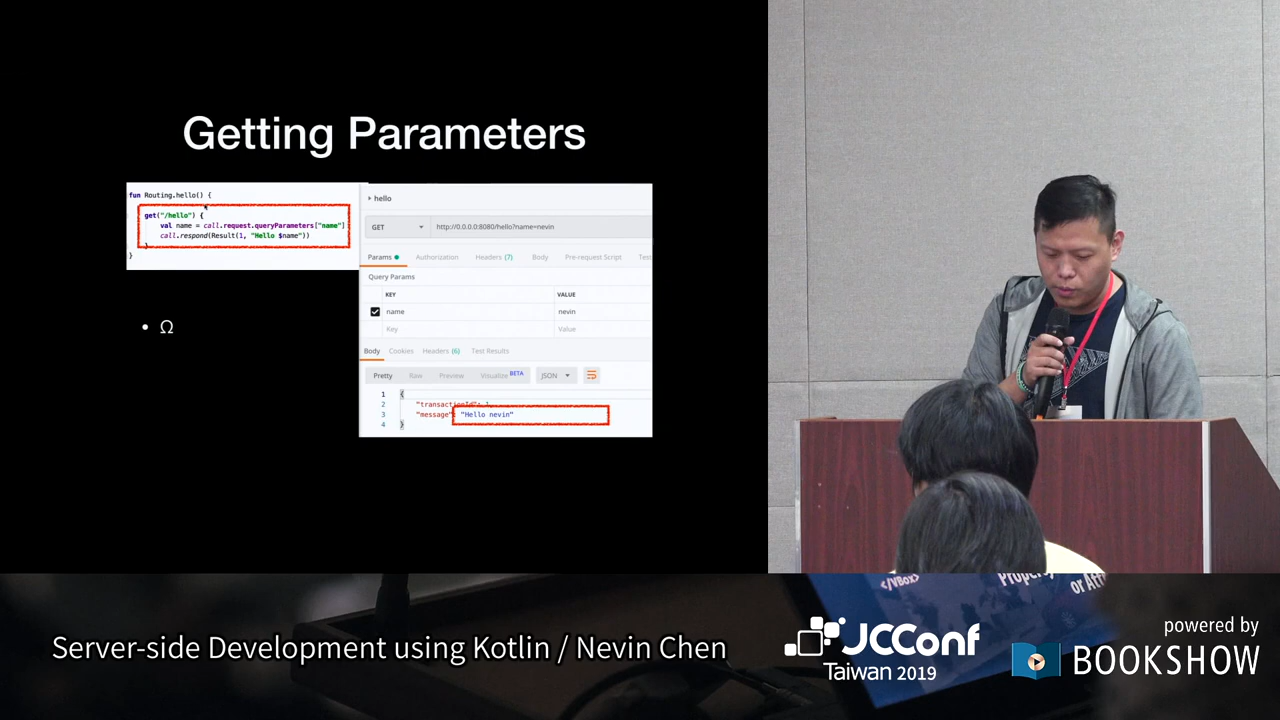 Getting Parameters
fun Routing.hello() {
get("/hello") {
val name = call.request.queryParameters["name"]
call.respond(Result(1, "Hello $name"))
}
}
• Ω
hello
GET
http://0.0.0.0:8080/hello?name=nevin
Params Authorization Headers (7) Body Pre-request Script Test
Query Params
KEY VALUE
name nevin
Key Value
Body Cookies Headers (6) Test Results
Pretty Raw Preview Visualize BETA JSON
1 {
2 "transactionId": 1,
3 "message": "Hello nevin"
4 }
</VBox>
Server-side Development using Kotlin / Nevin Chen
JCConf
Taiwan 2019
powered by
BOOKSHOW